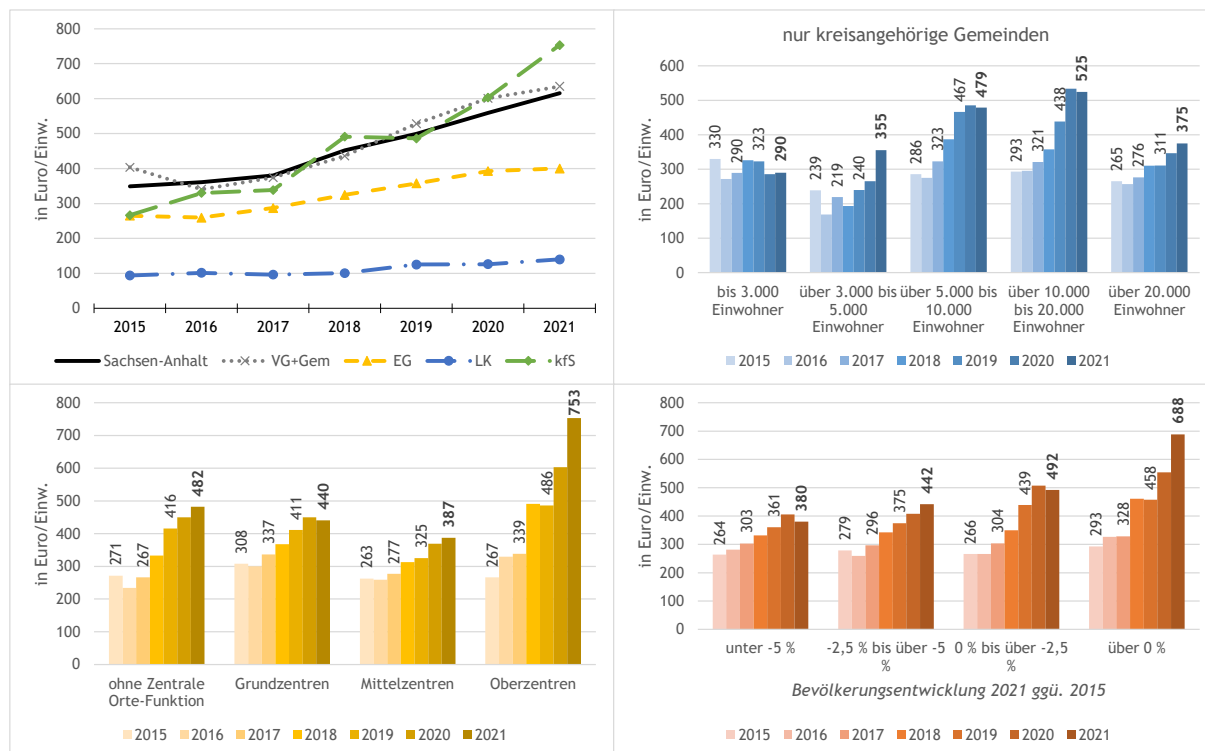 800
700
600
500
400
300
200
100
0
in Euro/Einw.
2015 2016 2017 2018 2019 2020 2021
Sachsen-Anhalt VG+Gem EG LK kfS
nur kreisangehörige Gemeinden
600
500
400
300
200
100
0
in Euro/Einw.
330 290 323 290
239 219 240 355
286 323 467 479
293 321 438 525
265 276 311 375
bis 3.000 über 3.000 bis über 5.000 bis über 10.000 über 20.000
Einwohner 5.000 10.000 bis 20.000 Einwohner
Einwohner Einwohner Einwohner
2015 2016 2017 2018 2019 2020 2021
800
700
600
500
400
300
200
100
0
in Euro/Einw.
271 267 416 482
308 337 411 440
263 277 325 387
267 339 486 753
ohne Zentrale Grundzentren Mittelzentren Oberzentren
Orte-Funktion
2015 2016 2017 2018 2019 2020 2021
800
700
600
500
400
300
200
100
0
in Euro/Einw.
264 303 361 380
279 296 375 442
266 304 439 492
293 328 458 688
unter -5 % -2,5 % bis über -5 0 % bis über -2,5 über 0 %
% %
Bevölkerungsentwicklung 2021 ggü. 2015
2015 2016 2017 2018 2019 2020 2021